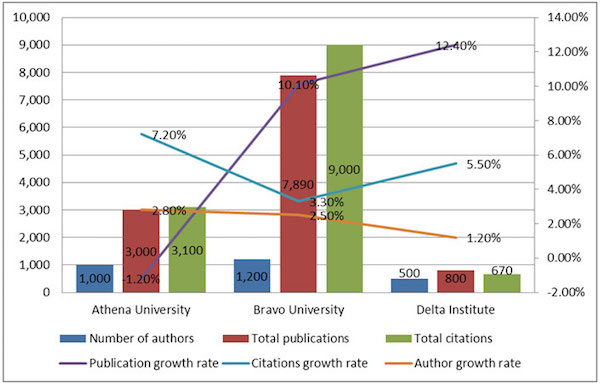 10,000 14.00%
9,000 12.40% 12.00%
8,000 10.10% 10.00%
7,000 8.00%
6,000 7.20%
5,000 5.50% 6.00%
4,000 7,890 9,000 4.00%
3.30%
3,000 2.80% 2.50% 2.00%
2,000 3,000 3,100 1.20%
1,000 1,000 -1.20% 1,200 500 800 670 0.00%
0 -2.00%
Athena University Bravo University Delta Institute
Number of authors Total publications Total citations
Publication growth rate Citations growth rate Author growth rate